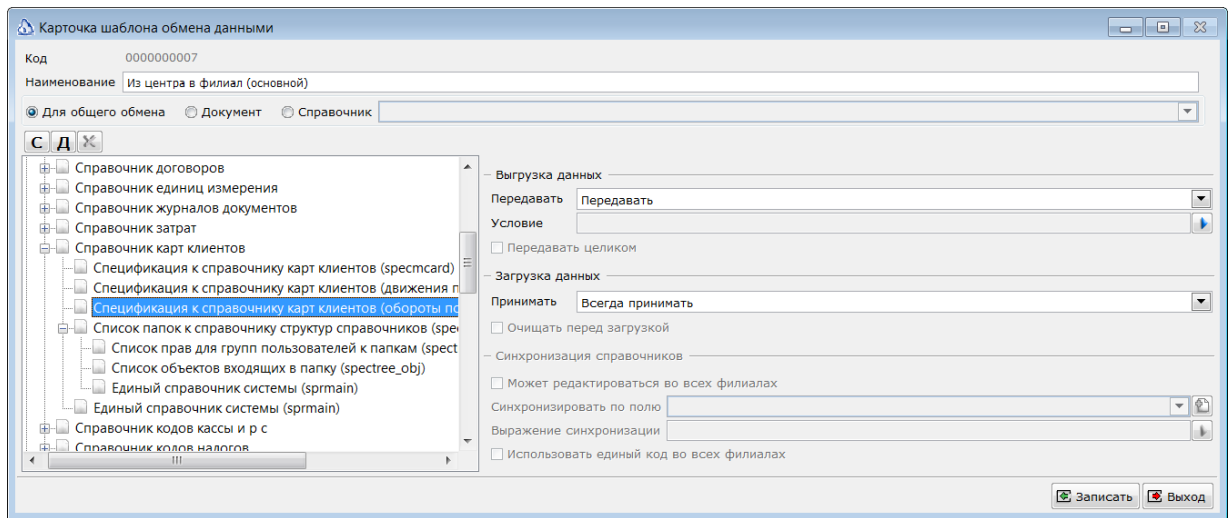 Карточка шаблона обмена данными
Код 0000000007
Наименование Из центра в филиал (основной)
Для общего обмена Документ Справочник
С Д
Справочник договоров
Справочник единиц измерения
Справочник журналов документов
Справочник затрат
Справочник карт клиентов
Спецификация к справочнику карт клиентов (specmcard)
Спецификация к справочнику карт клиентов (движения п
Спецификация к справочнику карт клиентов (обороты по
Список папок к справочнику структур справочников (spe
Список прав для групп пользователей к папкам (spect
Список объектов входящих в папку (spectree_obj)
Единый справочник системы (sprmain)
Единый справочник системы (sprmain)
Справочник кодов кассы и р с
Справочник кодов налогов
Выгрузка данных
Передавать Передавать
Условие
Передавать целиком
Загрузка данных
Принимать Всегда принимать
Очищать перед загрузкой
Синхронизация справочников
Может редактироваться во всех филиалах
Синхронизировать по полю
Выражение синхронизации
Использовать единый код во всех филиалах
Записать Выход